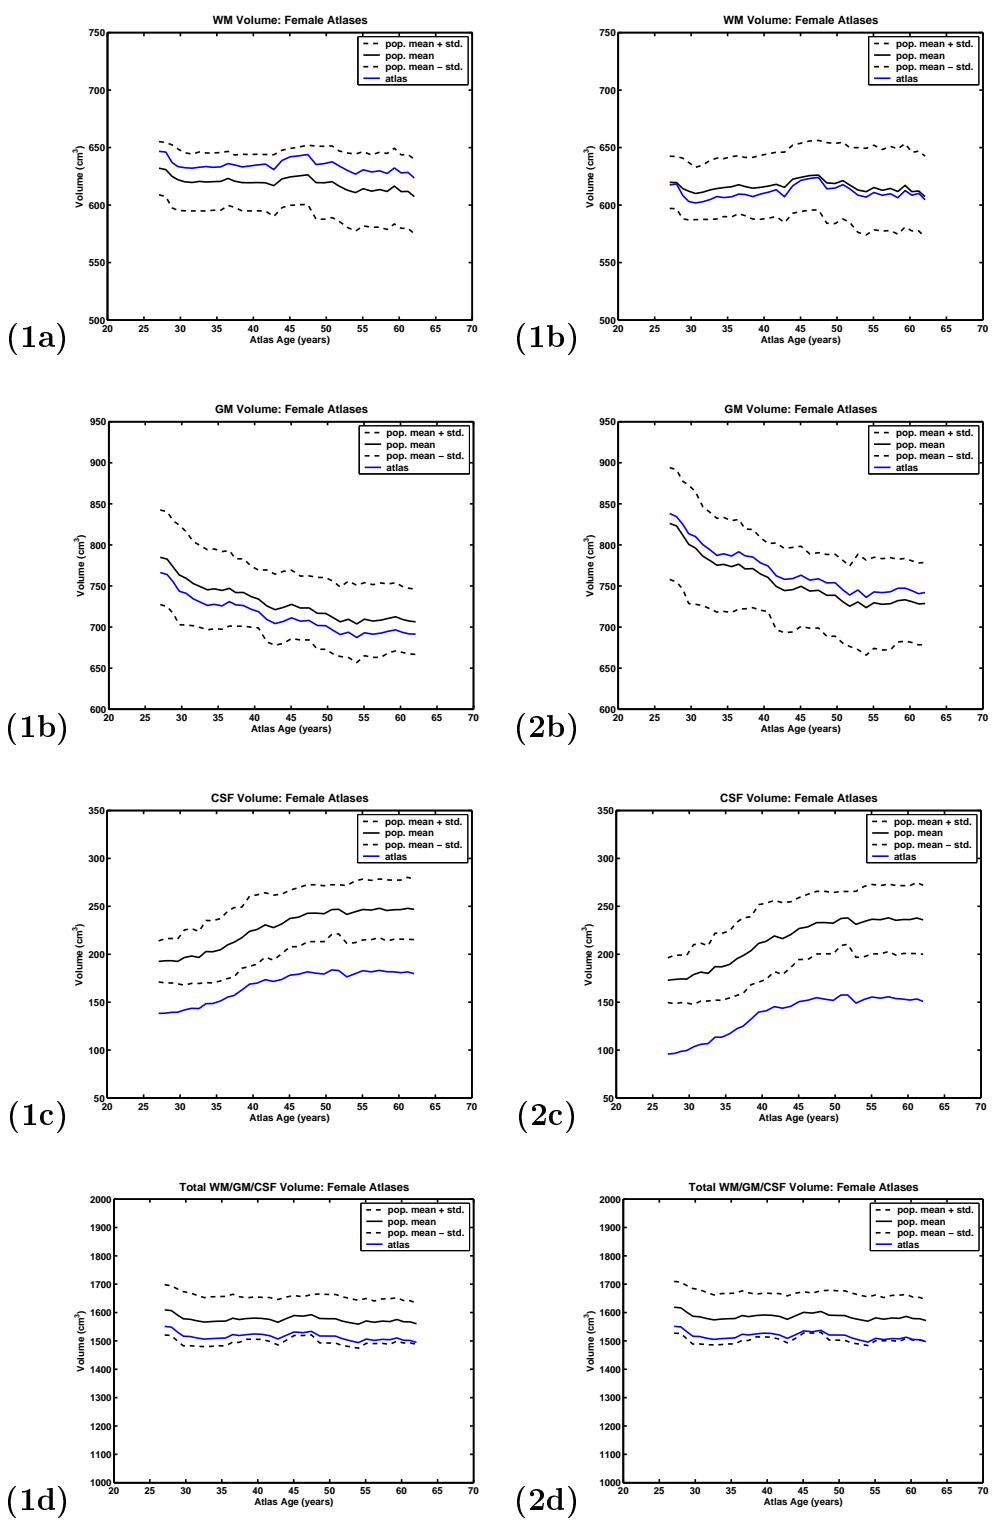 WM Volume: Female Atlases
750
700
650
600
550
500
Volume (cm³)
pop. mean + std.
pop. mean
pop. mean − std.
atlas
20 25 30 35 40 45 50 55 60 65 70
Atlas Age (years)
(1a)
WM Volume: Female Atlases
750
700
650
600
550
500
Volume (cm³)
pop. mean + std.
pop. mean
pop. mean − std.
atlas
20 25 30 35 40 45 50 55 60 65 70
Atlas Age (years)
(1b)
GM Volume: Female Atlases
950
900
850
800
750
700
650
600
Volume (cm³)
pop. mean + std.
pop. mean
pop. mean − std.
atlas
20 25 30 35 40 45 50 55 60 65 70
Atlas Age (years)
(1b)
GM Volume: Female Atlases
950
900
850
800
750
700
650
600
Volume (cm³)
pop. mean + std.
pop. mean
pop. mean − std.
atlas
20 25 30 35 40 45 50 55 60 65 70
Atlas Age (years)
(2b)
CSF Volume: Female Atlases
350
300
250
200
150
100
50
Volume (cm³)
pop. mean + std.
pop. mean
pop. mean − std.
atlas
20 25 30 35 40 45 50 55 60 65 70
Atlas Age (years)
(1c)
CSF Volume: Female Atlases
350
300
250
200
150
100
50
Volume (cm³)
pop. mean + std.
pop. mean
pop. mean − std.
atlas
20 25 30 35 40 45 50 55 60 65 70
Atlas Age (years)
(2c)
Total WM/GM/CSF Volume: Female Atlases
2000
1900
1800
1700
1600
1500
1400
1300
1200
1100
1000
Volume (cm³)
pop. mean + std.
pop. mean
pop. mean − std.
atlas
20 25 30 35 40 45 50 55 60 65 70
Atlas Age (years)
(1d)
Total WM/GM/CSF Volume: Female Atlases
2000
1900
1800
1700
1600
1500
1400
1300
1200
1100
1000
Volume (cm³)
pop. mean + std.
pop. mean
pop. mean − std.
atlas
20 25 30 35 40 45 50 55 60 65 70
Atlas Age (years)
(2d)